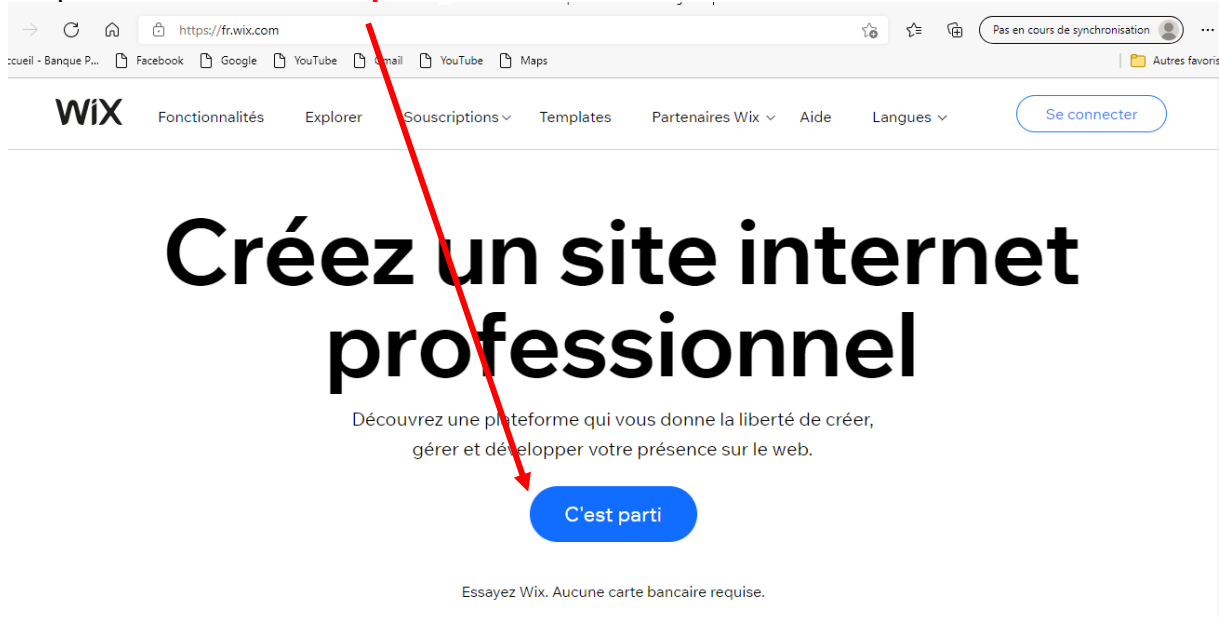 https://fr.wix.com
Pas en cours de synchronisation
ccueil - Banque P... Facebook Google YouTube Gmail YouTube Maps Autres favoris
WiX Fonctionnalités Explorer Souscriptions Templates Partenaires Wix Aide Langues Se connecter
Créez un site internet
professionnel
Découvrez une plateforme qui vous donne la liberté de créer,
gérer et développer votre présence sur le web.
C'est parti
Essayez Wix. Aucune carte bancaire requise.